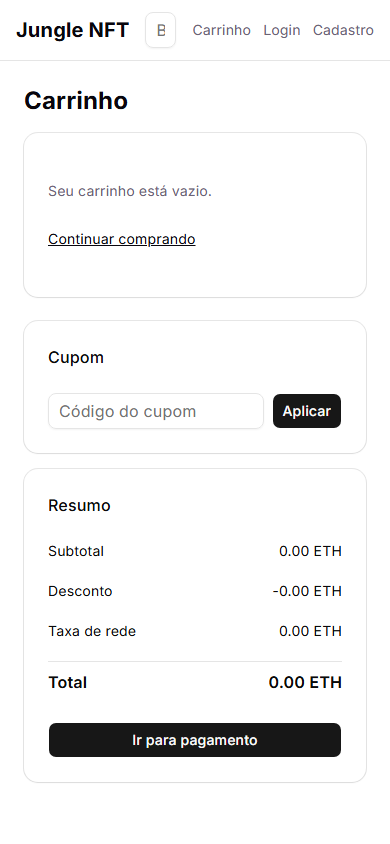 Jungle NFT B Carrinho Login Cadastro
Carrinho
Seu carrinho está vazio.
Continuar comprando
Cupom
Código do cupom Aplicar
Resumo
Subtotal 0.00 ETH
Desconto -0.00 ETH
Taxa de rede 0.00 ETH
Total 0.00 ETH
Ir para pagamento